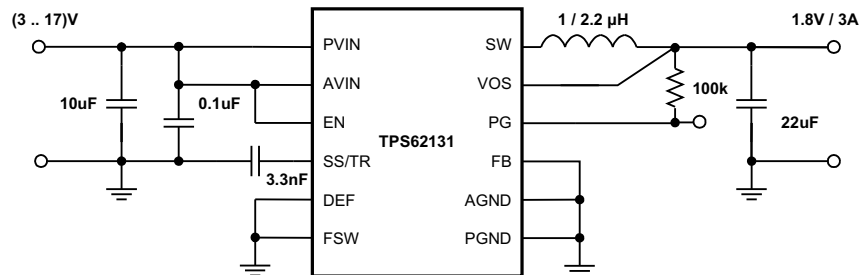 (3 .. 17)V
1 / 2.2 µH
1.8V / 3A
PVIN
SW
AVIN
VOS
10uF
0.1uF
100k
EN
TPS62131
PG
22uF
3.3nF
SS/TR
FB
DEF
AGND
FSW
PGND